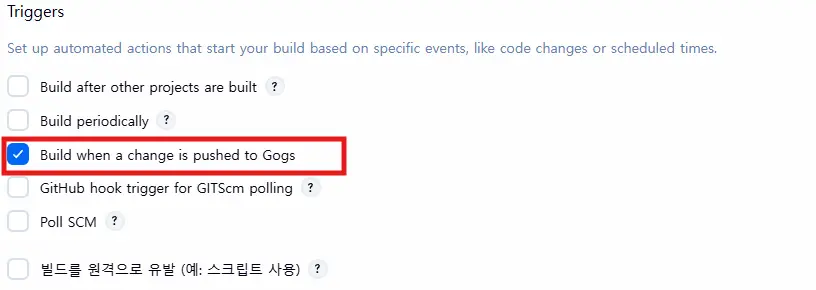 Triggers
Set up automated actions that start your build based on specific events, like code changes or scheduled times.
Build after other projects are built ?
Build periodically ?
Build when a change is pushed to Gogs
GitHub hook trigger for GITScm polling ?
Poll SCM ?
빌드를 원격으로 유발 (예: 스크립트 사용) ?